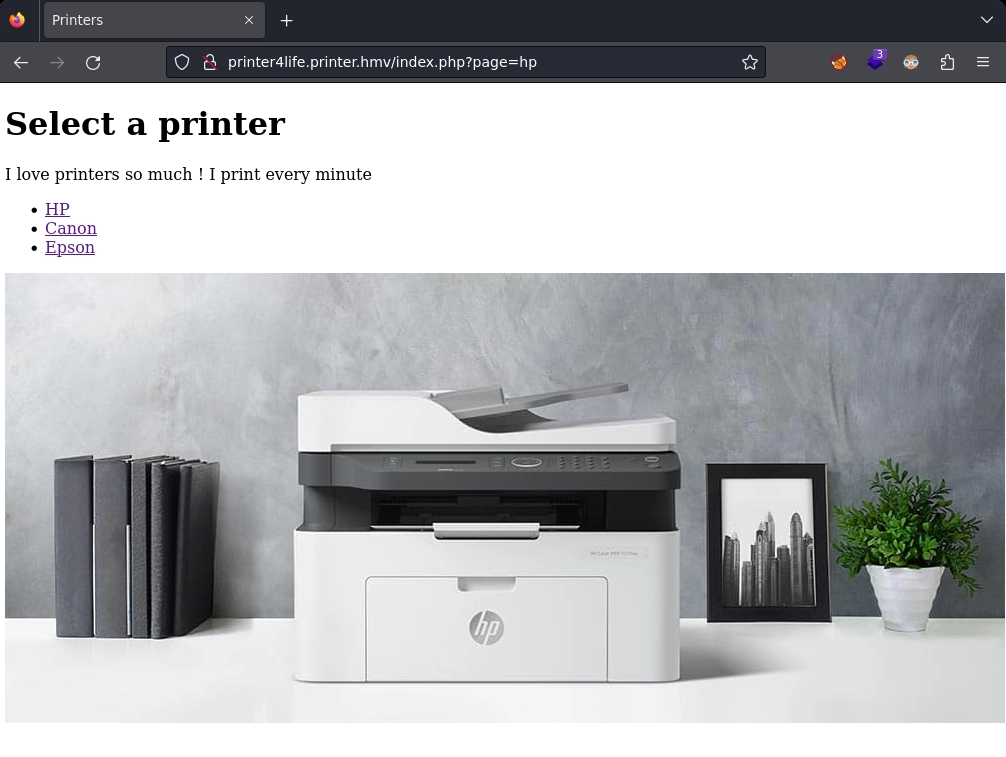 Printers
printer4life.printer.hmv/index.php?page=hp
3
Select a printer
I love printers so much ! I print every minute
HP
Canon
Epson
hp